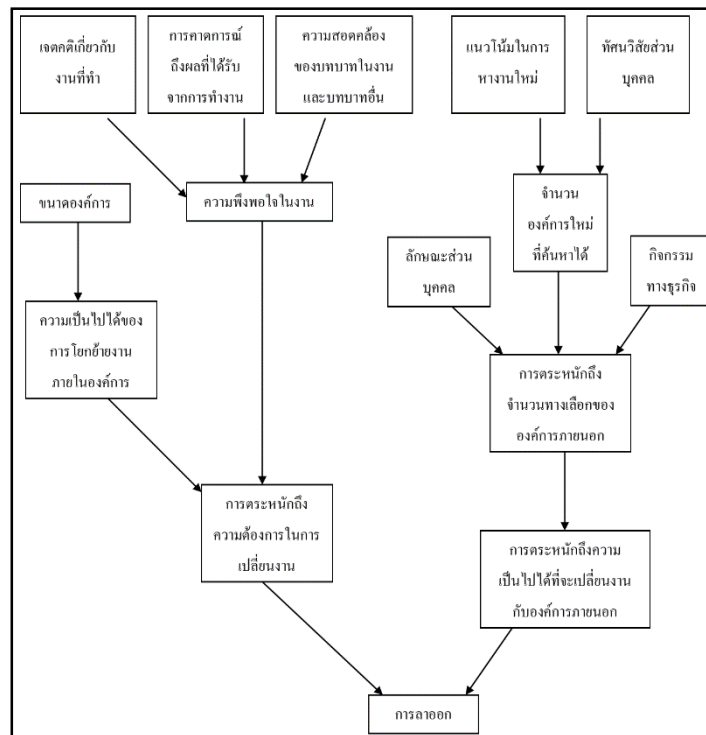 เจตคติเกี่ยวกับ
งานที่ทำ
การคาดการณ์
ถึงผลที่ได้รับ
จากการทำงาน
ความสอดคล้อง
ของบทบาทในงาน
และบทบาทอื่น
แนวโน้มในการ
หางานใหม่
ทัศนวิสัยส่วน
บุคคล
ขนาดองค์การ
ความพึงพอใจในงาน
จำนวน
องค์การใหม่
ที่ค้นหาได้
ลักษณะส่วน
บุคคล
กิจกรรม
ทางธุรกิจ
ความเป็นไปได้ของ
การโยกย้ายงาน
ภายในองค์การ
การตระหนักถึง
จำนวนทางเลือกของ
องค์การภายนอก
การตระหนักถึง
ความต้องการในการ
เปลี่ยนงาน
การตระหนักถึงความ
เป็นไปได้ที่จะเปลี่ยนงาน
กับองค์การภายนอก
การลาออก